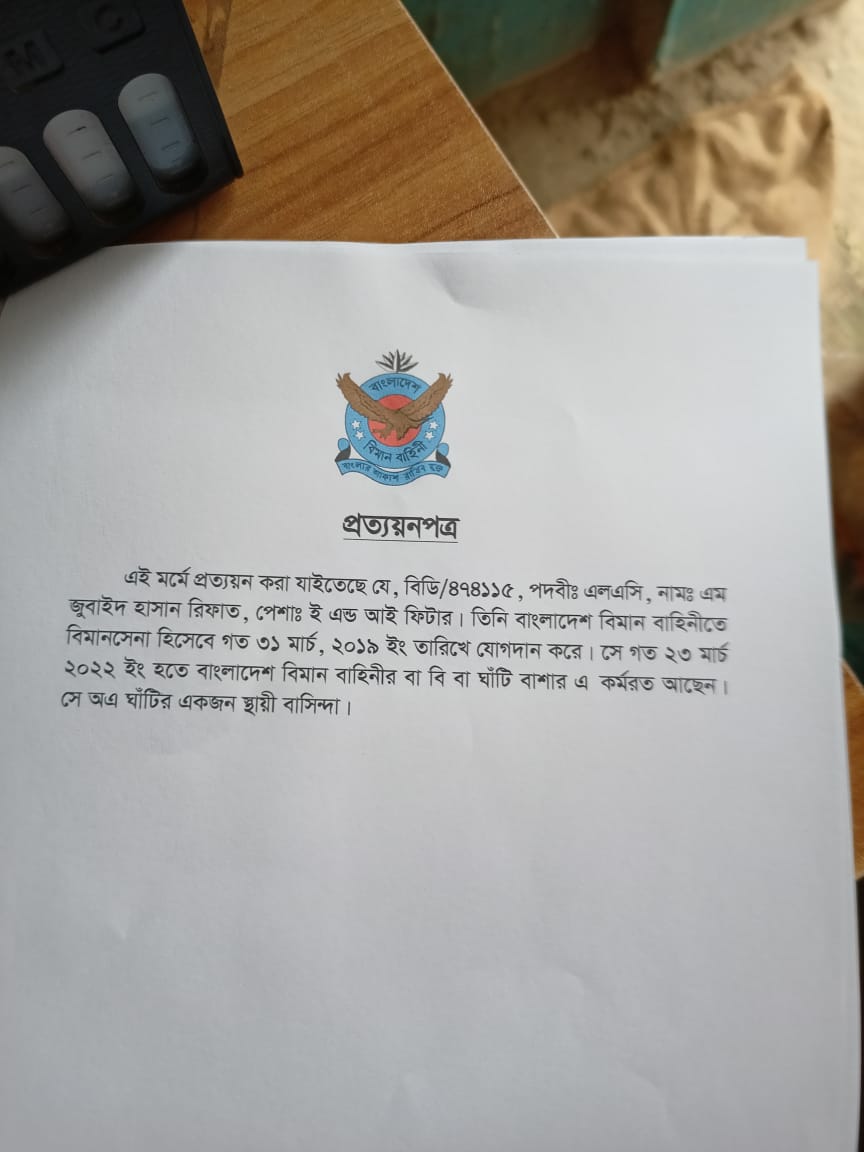 M
C
বাংলাদেশ
বিমান বাহিনী
বাংলার আকাশ রাখিব মুক্ত
প্রত্যয়নপত্র
এই মর্মে প্রত্যয়ন করা যাইতেছে যে, বিডি/৪৭৪১১৫, পদবীঃ এলএসি, নামঃ এম
জুবাইদ হাসান রিফাত, পেশাঃ ই এন্ড আই ফিটার। তিনি বাংলাদেশ বিমান বাহিনীতে
বিমানসেনা হিসেবে গত ৩১ মার্চ, ২০১৯ ইং তারিখে যোগদান করে। সে গত ২৩ মার্চ
২০২২ ইং হতে বাংলাদেশ বিমান বাহিনীর বা বি বা ঘাঁটি বাশার এ কর্মরত আছেন।
সে অএ ঘাঁটির একজন স্থায়ী বাসিন্দা।